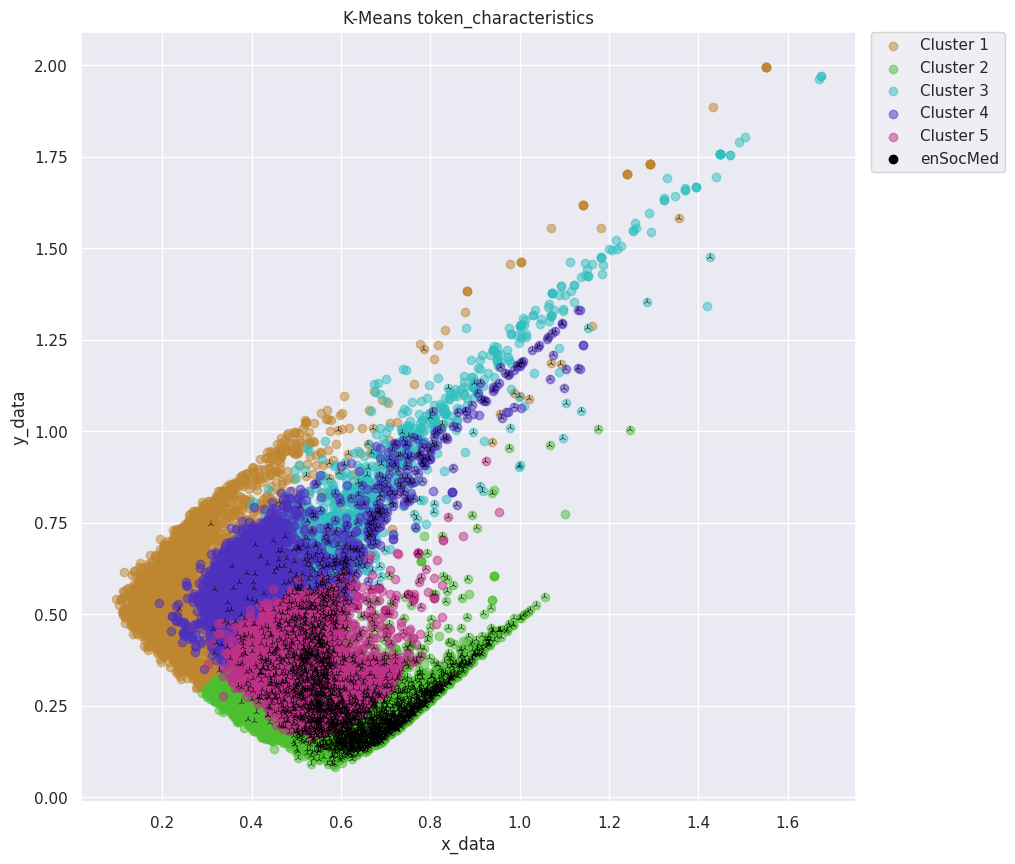 K-Means token_characteristics
Cluster 1
Cluster 2
Cluster 3
Cluster 4
Cluster 5
enSocMed
y_data
2.00
1.75
1.50
1.25
1.00
0.75
0.50
0.25
0.00
0.2 0.4 0.6 0.8 1.0 1.2 1.4 1.6
x_data